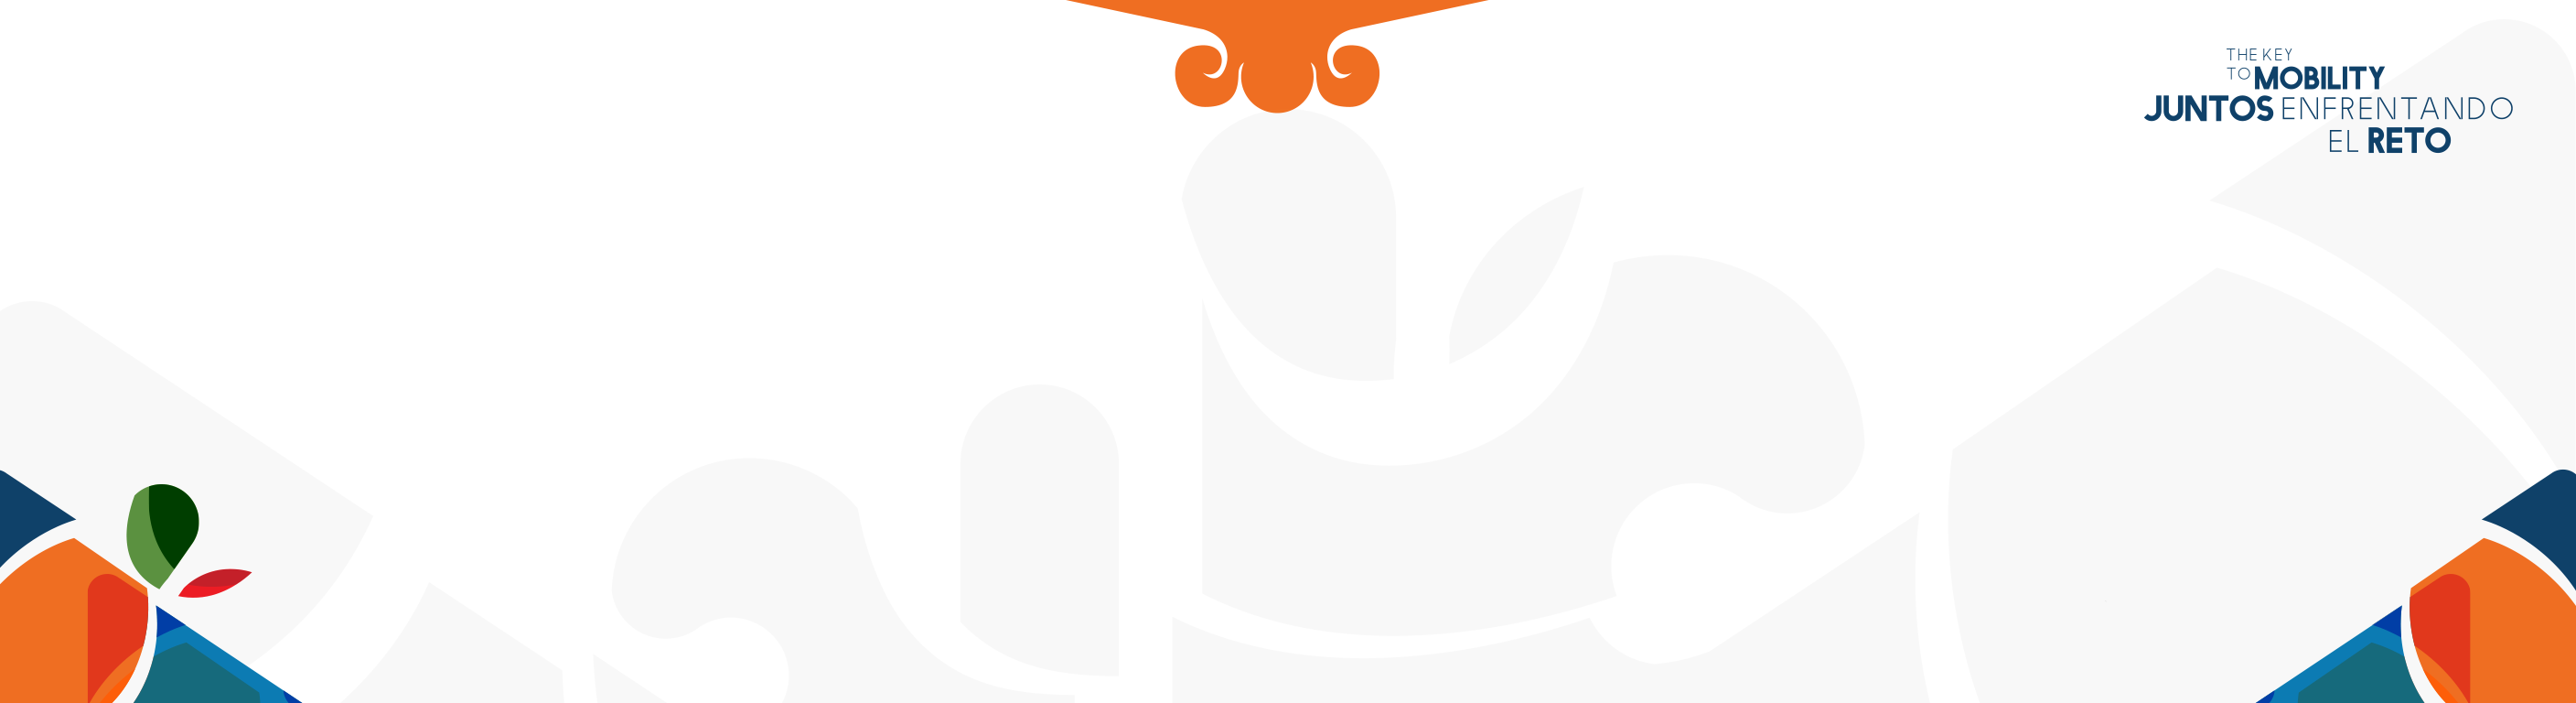 THE KEY
TO MOBILITY
JUNTOS ENFRENTANDO
EL RETO